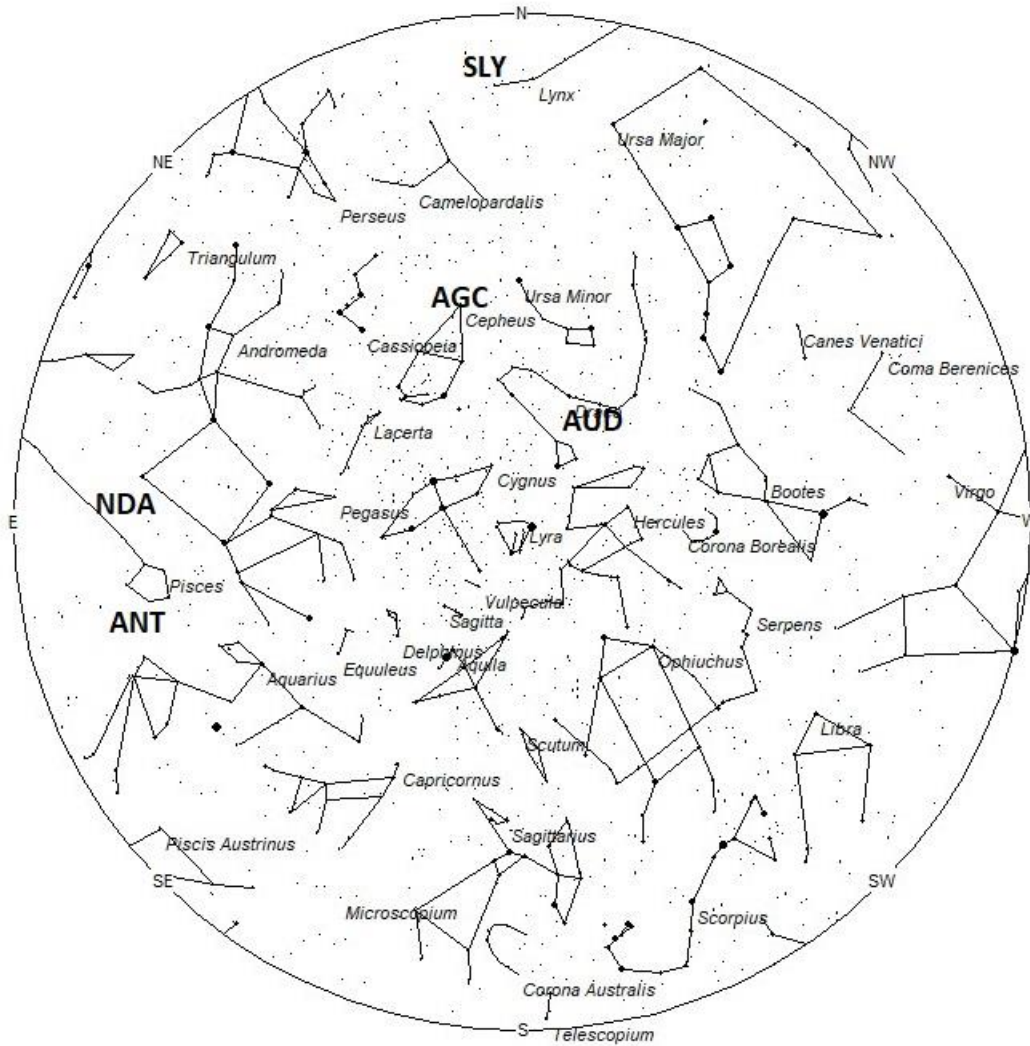 N
SLY
Lynx
Ursa Major
NE
NW
Camelopardalis
Perseus
Triangulum
AGC
Ursa Minor
Cepheus
Canes Venatici
Cassiopeia
Andromeda
Coma Berenices
AUD
Lacerta
Cygnus
Virgo
NDA
Bootes
Pegasus
E
Hercules
W
Lyra
Corona Borealis
Pisces
Vulpecula
ANT
Sagitta
Serpens
Delphinus
Ophiuchus
Aquila
Equuleus
Aquarius
Libra
Scutum
Capricornus
Sagittarius
Piscis Austrinus
SE
SW
Microscopium
Scorpius
Corona Australis
S
Telescopium